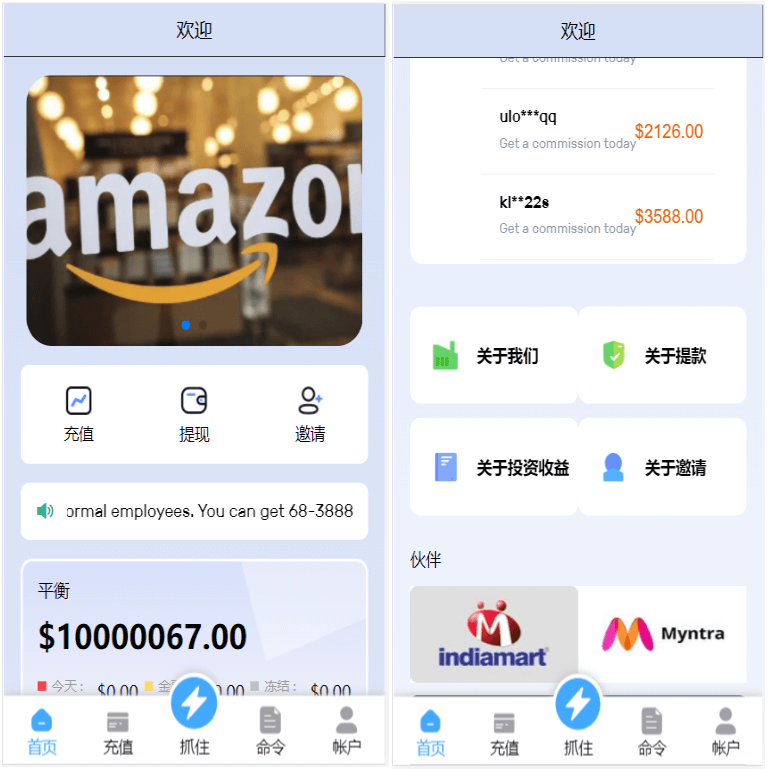 欢迎
amazon
充值
提现
邀请
ormal employees. You can get 68-3888
平衡
$10000067.00
今天：
$0.00
$0.00
冻结：
$0.00
首页
充值
抓住
命令
帐户
欢迎
Get a commission today
ulo***qq
Get a commission today
$2126.00
kl**22s
Get a commission today
$3588.00
关于我们
关于提款
关于投资收益
关于邀请
伙伴
indiamart
Myntra
首页
充值
抓住
命令
帐户